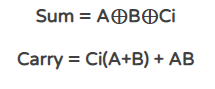 Sum = A⨁B⨁Ci
Carry = Ci(A+B) + AB